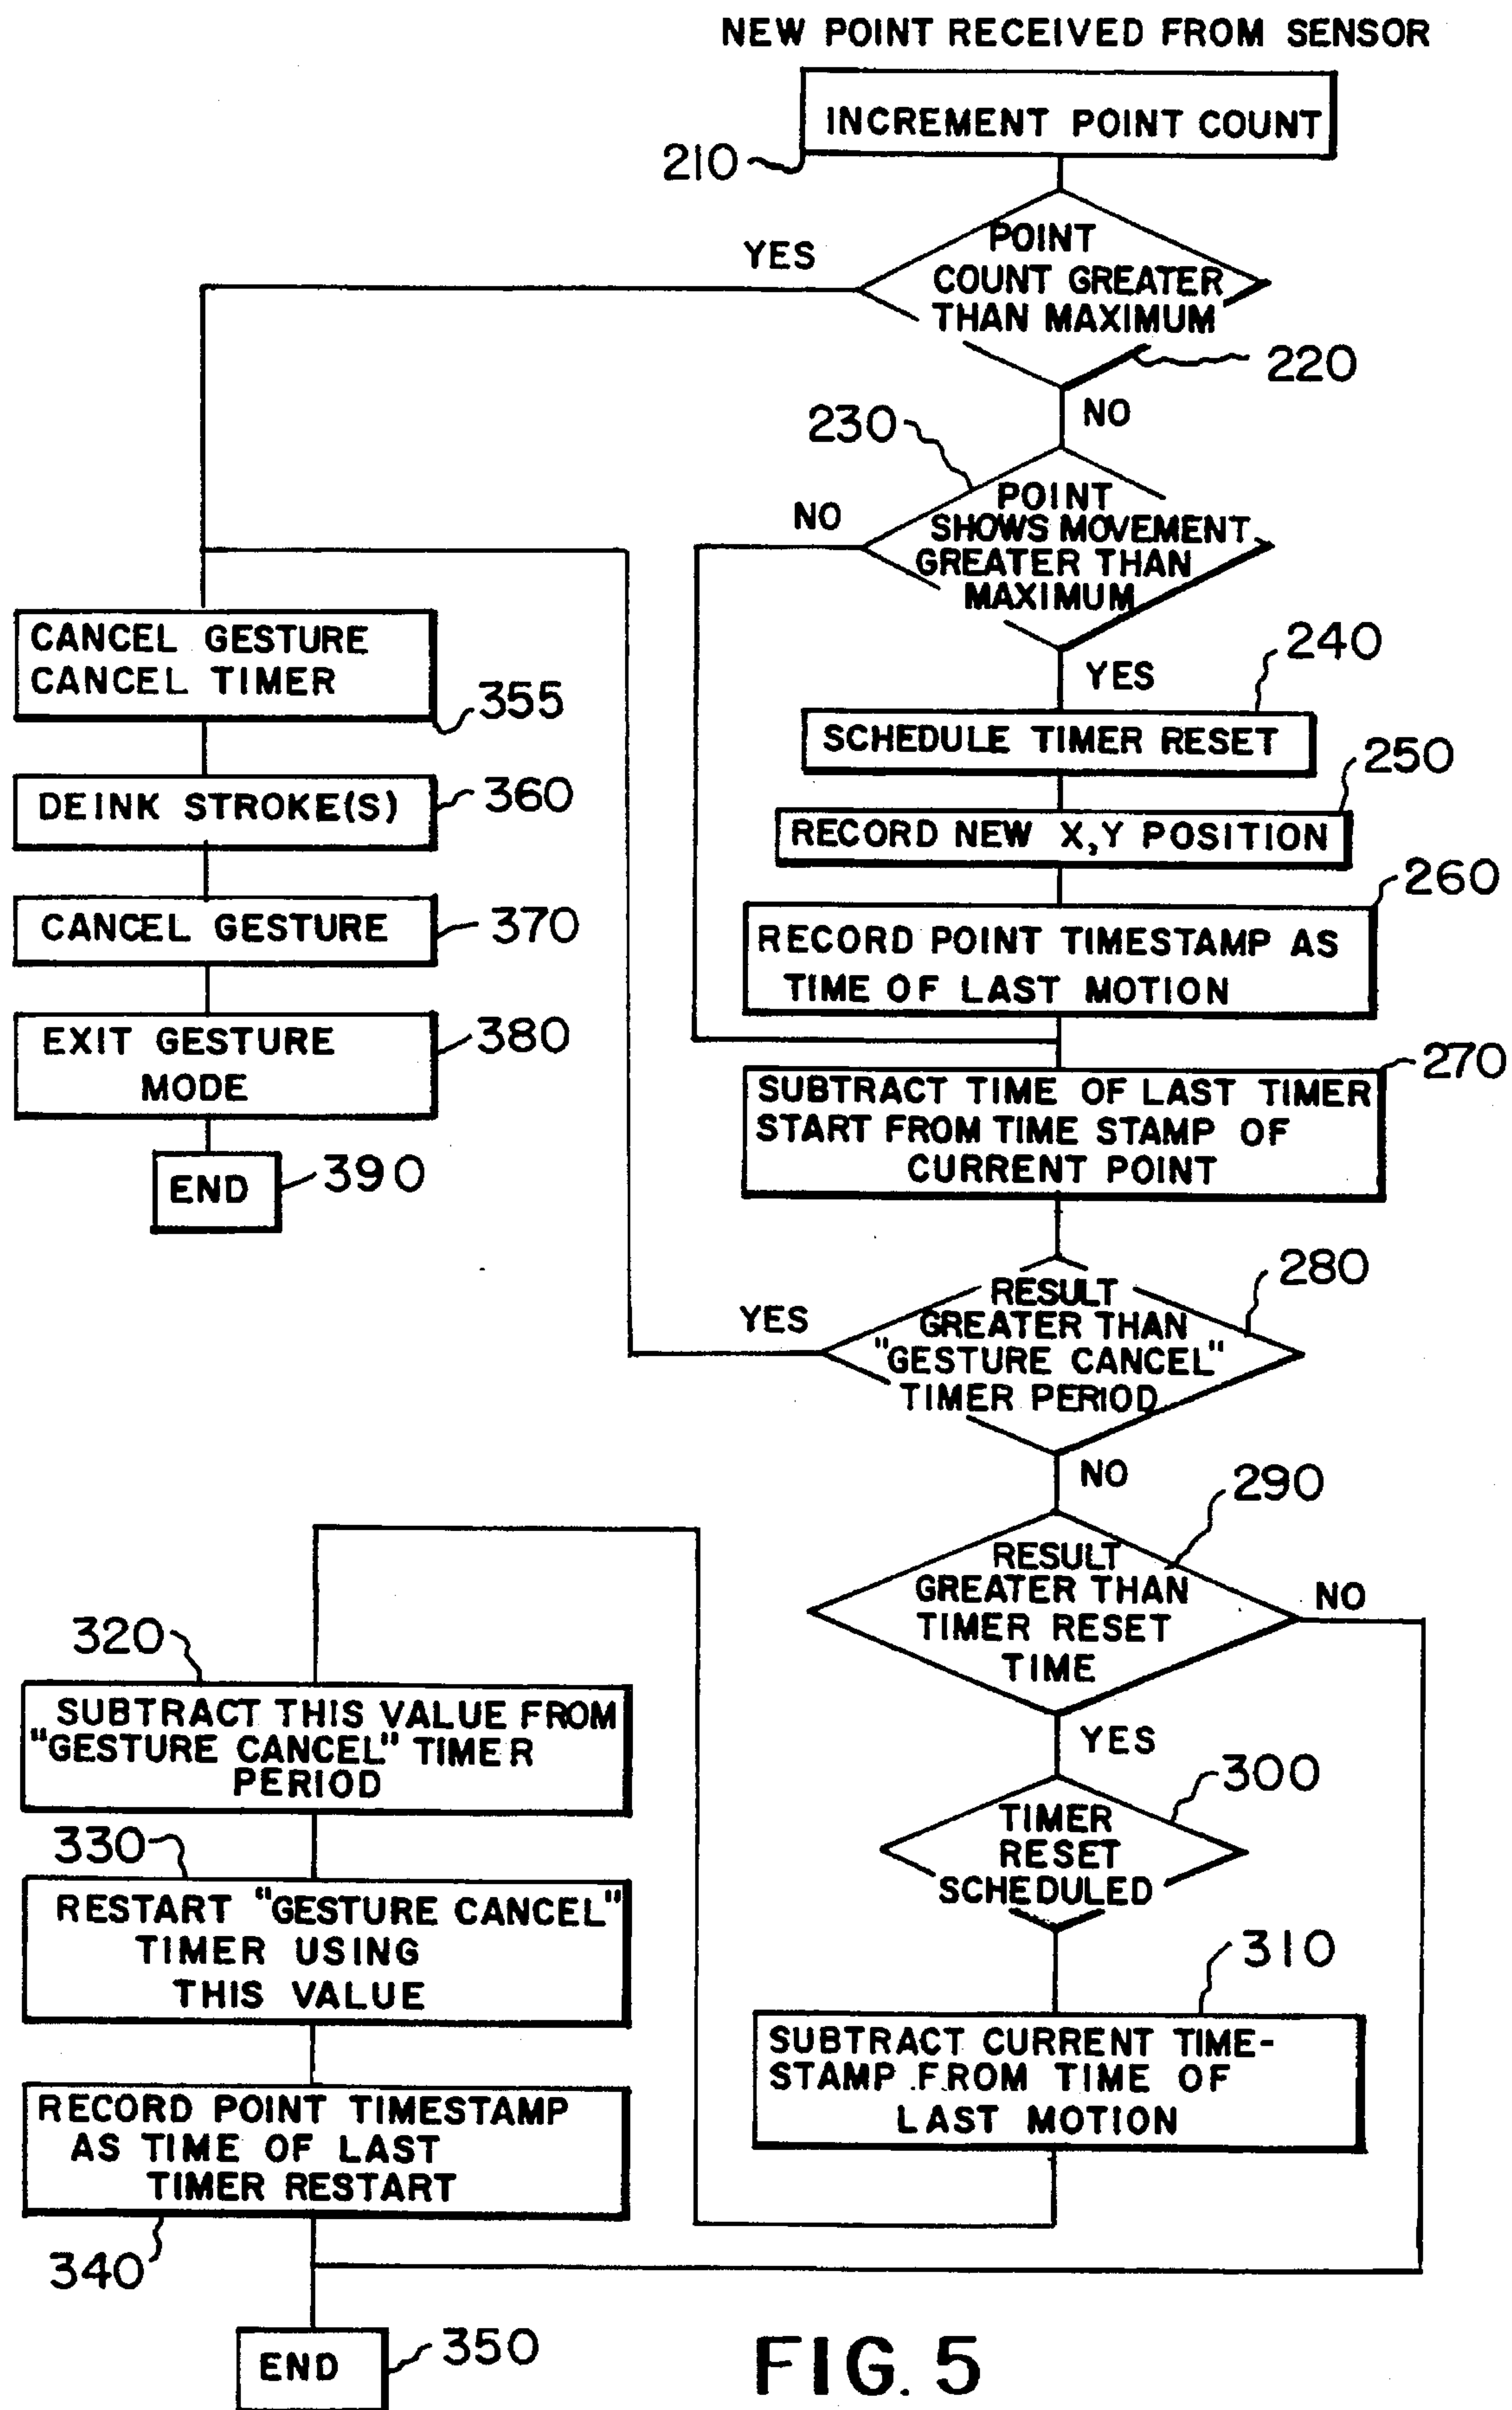 NEW POINT RECEIVED FROM SENSOR
INCREMENT POINT COUNT
210
POINT
COUNT GREATER
THAN MAXIMUM
YES
220
NO
230
POINT
SHOWS MOVEMENT
GREATER THAN
MAXIMUM
NO
YES
240
SCHEDULE TIMER RESET
250
RECORD NEW X,Y POSITION
260
RECORD POINT TIMESTAMP AS
TIME OF LAST MOTION
270
SUBTRACT TIME OF LAST TIMER
START FROM TIME STAMP OF
CURRENT POINT
280
RESULT
GREATER THAN
"GESTURE CANCEL"
TIMER PERIOD
YES
NO
290
RESULT
GREATER THAN
TIMER RESET
TIME
NO
YES
300
TIMER
RESET
SCHEDULED
310
SUBTRACT CURRENT TIME-
STAMP FROM TIME OF
LAST MOTION
320
SUBTRACT THIS VALUE FROM
"GESTURE CANCEL" TIMER
PERIOD
330
RESTART "GESTURE CANCEL"
TIMER USING
THIS VALUE
RECORD POINT TIMESTAMP
AS TIME OF LAST
TIMER RESTART
340
END
350
CANCEL GESTURE
CANCEL TIMER
355
DEINK STROKE(S)
360
CANCEL GESTURE
370
EXIT GESTURE
MODE
380
END
390
FIG. 5